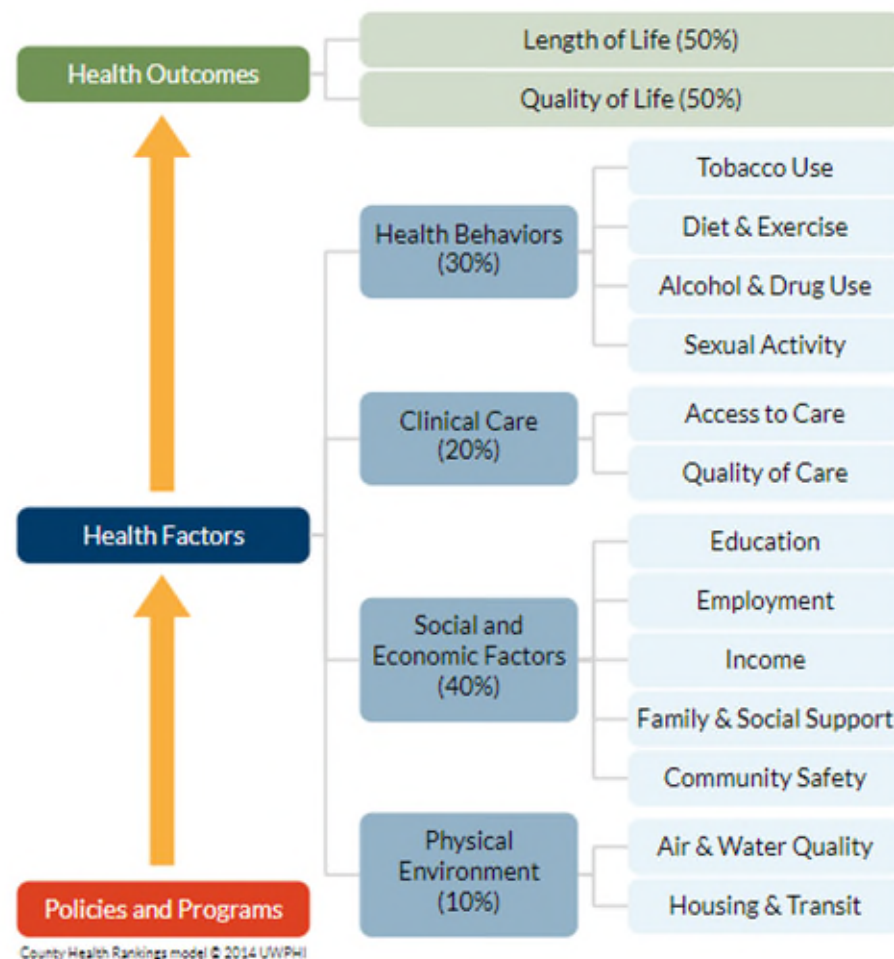 Health Outcomes
Length of Life (50%)
Quality of Life (50%)
Health Behaviors
(30%)
Tobacco Use
Diet & Exercise
Alcohol & Drug Use
Sexual Activity
Clinical Care
(20%)
Access to Care
Quality of Care
Health Factors
Social and
Economic Factors
(40%)
Education
Employment
Income
Family & Social Support
Community Safety
Physical
Environment
(10%)
Air & Water Quality
Housing & Transit
Policies and Programs
County Health Rankings model © 2014 UWPHI